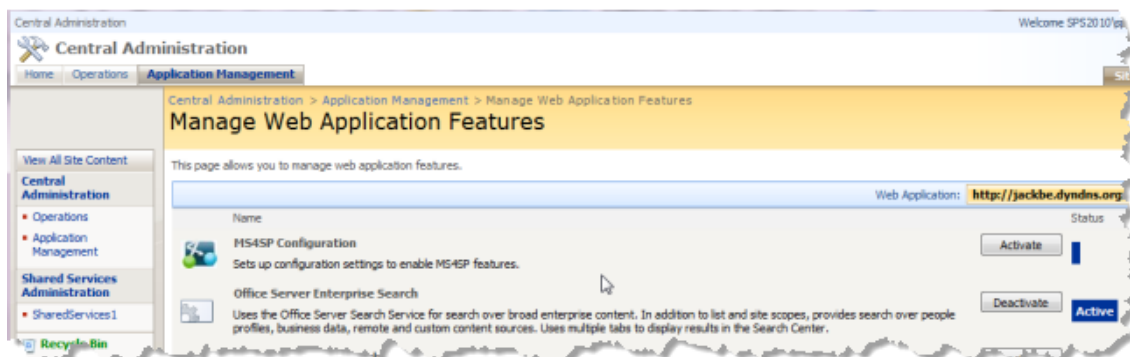 Central Administration
Welcome SPS2010\
Central Administration
Home Operations Application Management
Central Administration > Application Management > Manage Web Application Features
Manage Web Application Features
View All Site Content
This page allows you to manage web application features.
Central
Administration
Web Application: http://jackbe.dyndns.org
Operations
Name Status
Application
Management
MS4SP Configuration
Activate
Sets up configuration settings to enable MS4SP features.
Shared Services
Administration
Office Server Enterprise Search
Deactivate
SharedServices1
Uses the Office Server Search Service for search over broad enterprise content. In addition to list and site scopes, provides search over people
Active
profiles, business data, remote and custom content sources. Uses multiple tabs to display results in the Search Center.
Recycle Bin